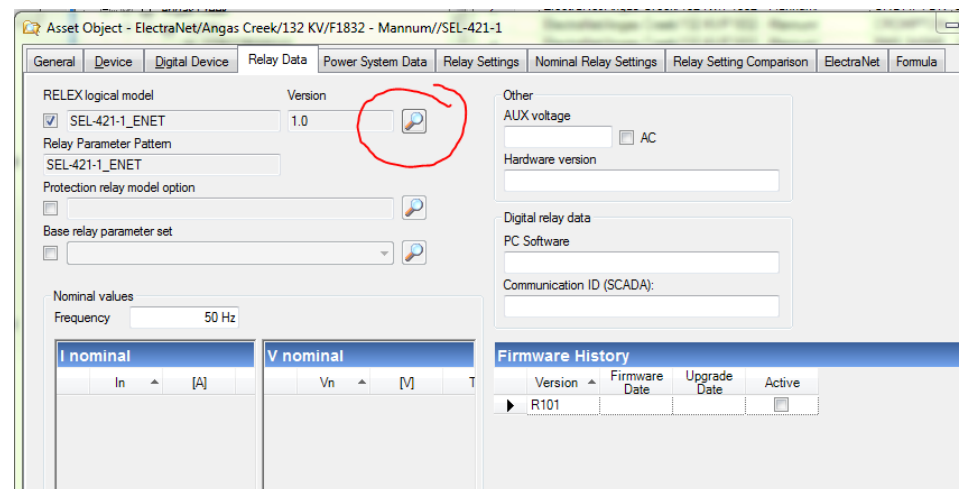 Asset Object - ElectraNet/Angas Creek/132 KV/F1832 - Mannum//SEL-421-1
General Device Digital Device Relay Data Power System Data Relay Settings Nominal Relay Settings Relay Setting Comparison ElectraNet Formula
RELEX logical model Version
SEL-421-1_ENET 1.0
Relay Parameter Pattern
SEL-421-1_ENET
Protection relay model option
Base relay parameter set
Nominal values
Frequency 50 Hz
I nominal V nominal
In [A] Vn [V] T
Other
AUX voltage
AC
Hardware version
Digital relay data
PC Software
Communication ID (SCADA):
Firmware History
Version Firmware Date Upgrade Date Active
R101